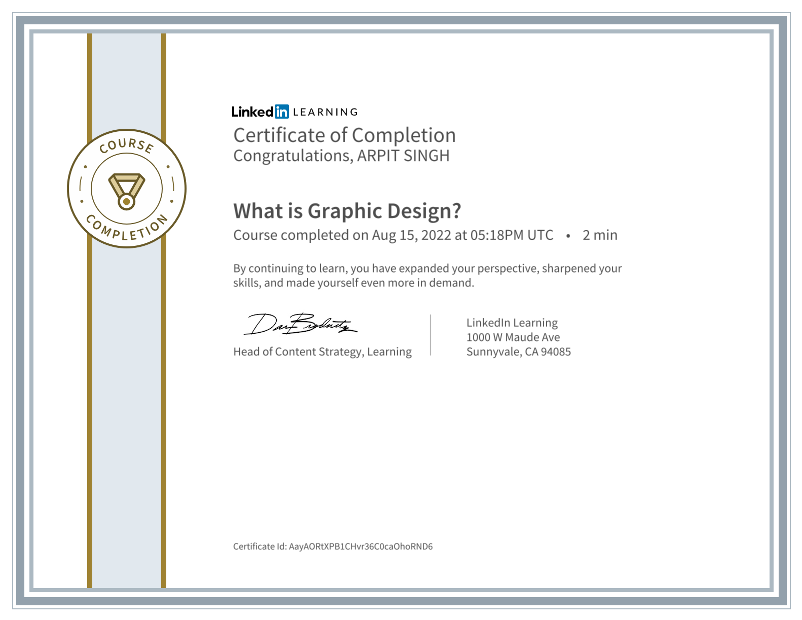 COURSE
COMPLETION
Linked in LEARNING
Certificate of Completion
Congratulations, ARPIT SINGH
What is Graphic Design?
Course completed on Aug 15, 2022 at 05:18PM UTC • 2 min
By continuing to learn, you have expanded your perspective, sharpened your
skills, and made yourself even more in demand.
Head of Content Strategy, Learning
LinkedIn Learning
1000 W Maude Ave
Sunnyvale, CA 94085
Certificate Id: AayAORtXPB1CHvr36C0caOhoRND6